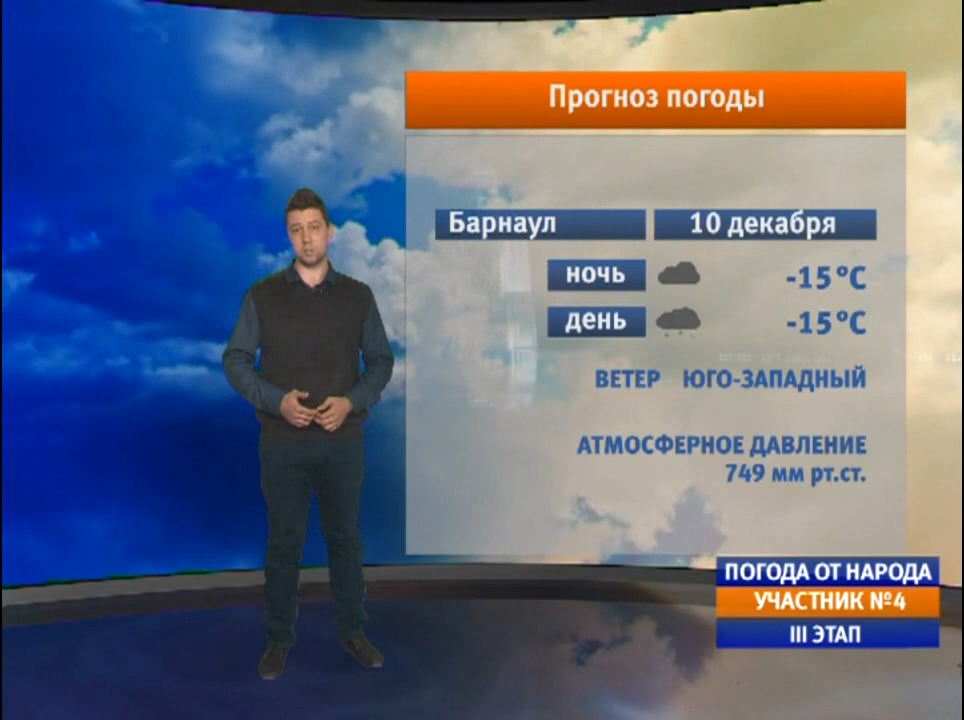 Прогноз погоды
Барнаул 10 декабря
ночь -15°C
день -15°C
ВЕТЕР ЮГО-ЗАПАДНЫЙ
АТМОСФЕРНОЕ ДАВЛЕНИЕ
749 мм рт.ст.
ПОГОДА ОТ НАРОДА
УЧАСТНИК №4
III ЭТАП